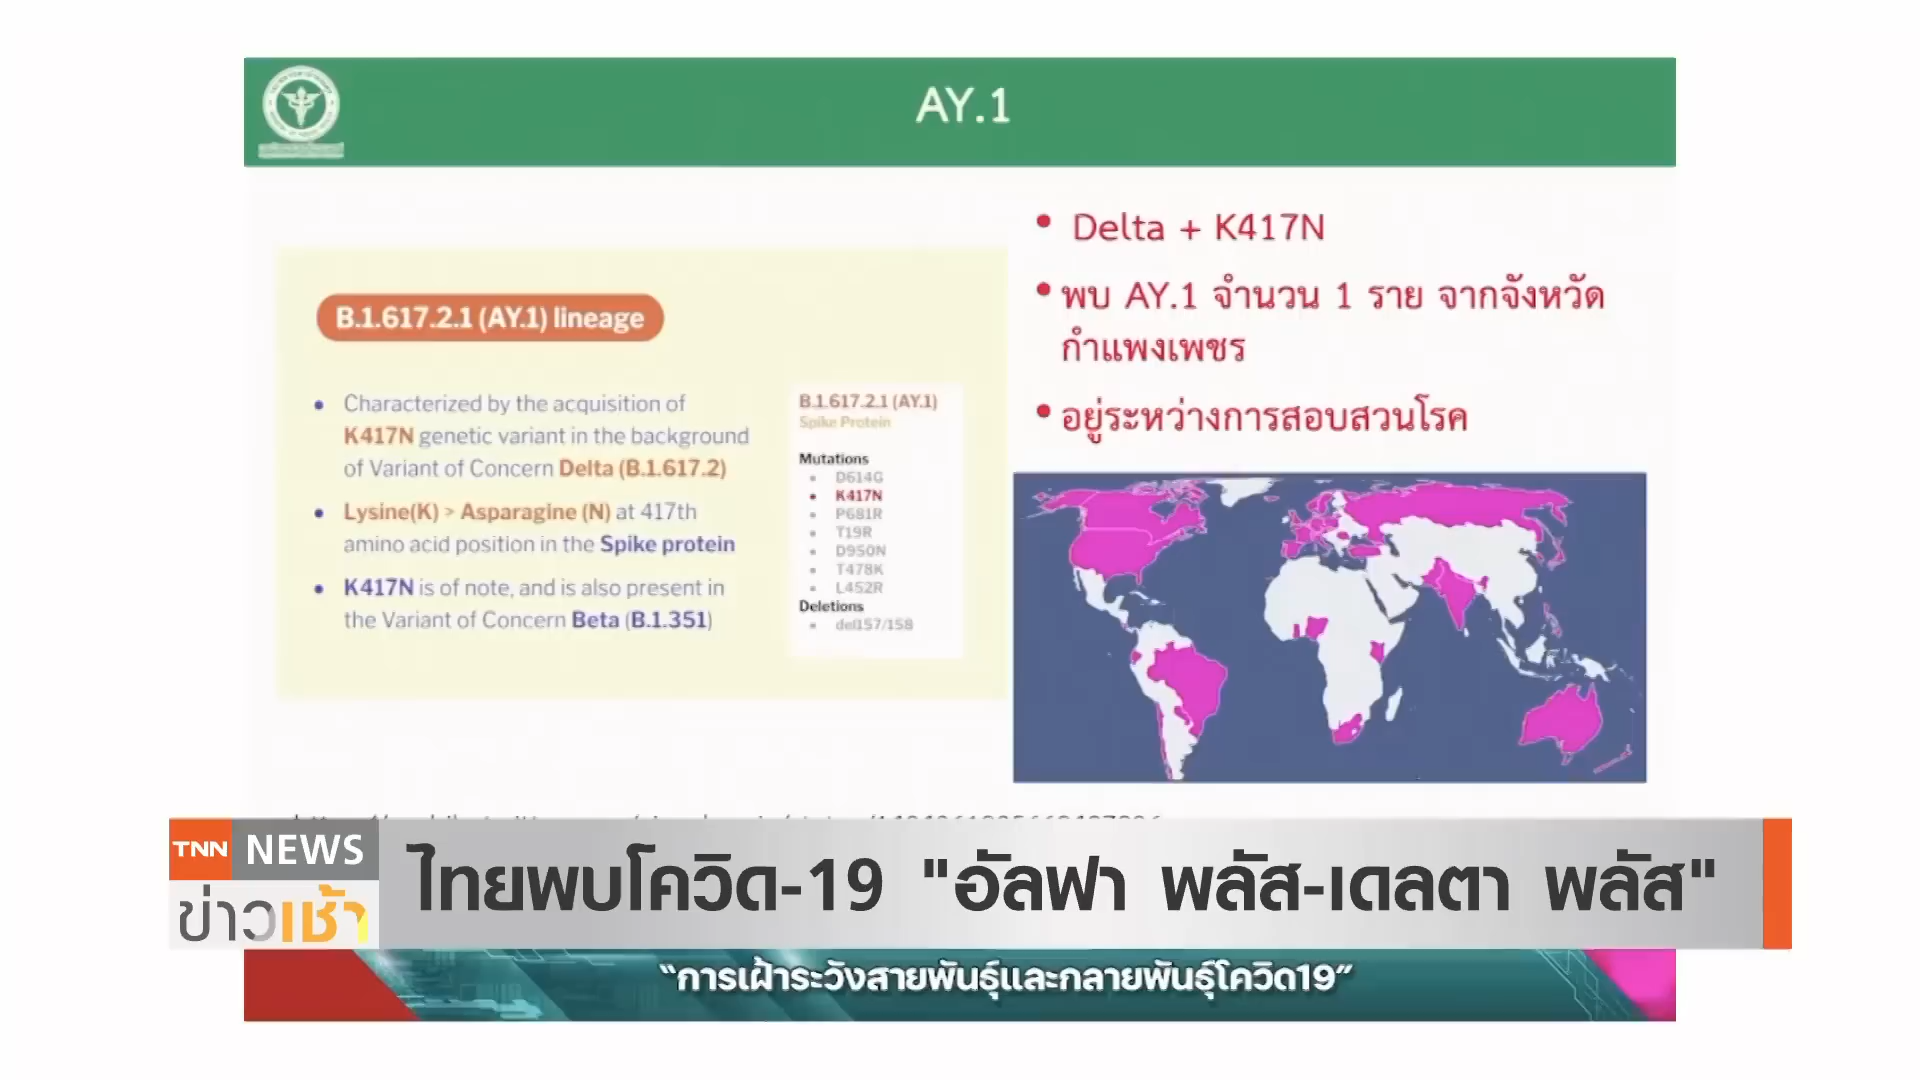 AY.1
B.1.617.2.1 (AY.1) lineage
Characterized by the acquisition of
K417N genetic variant in the background
of Variant of Concern Delta (B.1.617.2)
Lysine(K) > Asparagine (N) at 417th
amino acid position in the Spike protein
K417N is of note, and is also present in
the Variant of Concern Beta (B.1.351)
B.1.617.2.1 (AY.1)
Spike Protein
Mutations
D614G
K417N
P681R
T19R
D950N
T478K
L452R
Deletions
del157/158
Delta + K417N
พบ AY.1 จำนวน 1 ราย จากจังหวัด
กำแพงเพชร
อยู่ระหว่างการสอบสวนโรค
TNN NEWS
ข่าวเช้า
ไทยพบโควิด-19 "อัลฟา พลัส-เดลตา พลัส"
“การเฝ้าระวังสายพันธุ์และกลายพันธุ์โควิด19”